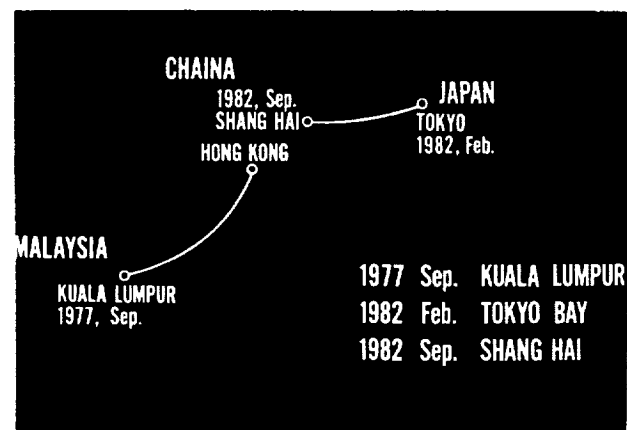 CHAINA
1982, Sep.
SHANG HAI
JAPAN
TOKYO
1982, Feb.
HONG KONG
MALAYSIA
KUALA LUMPUR
1977, Sep.
1977 Sep. KUALA LUMPUR
1982 Feb. TOKYO BAY
1982 Sep. SHANG HAI